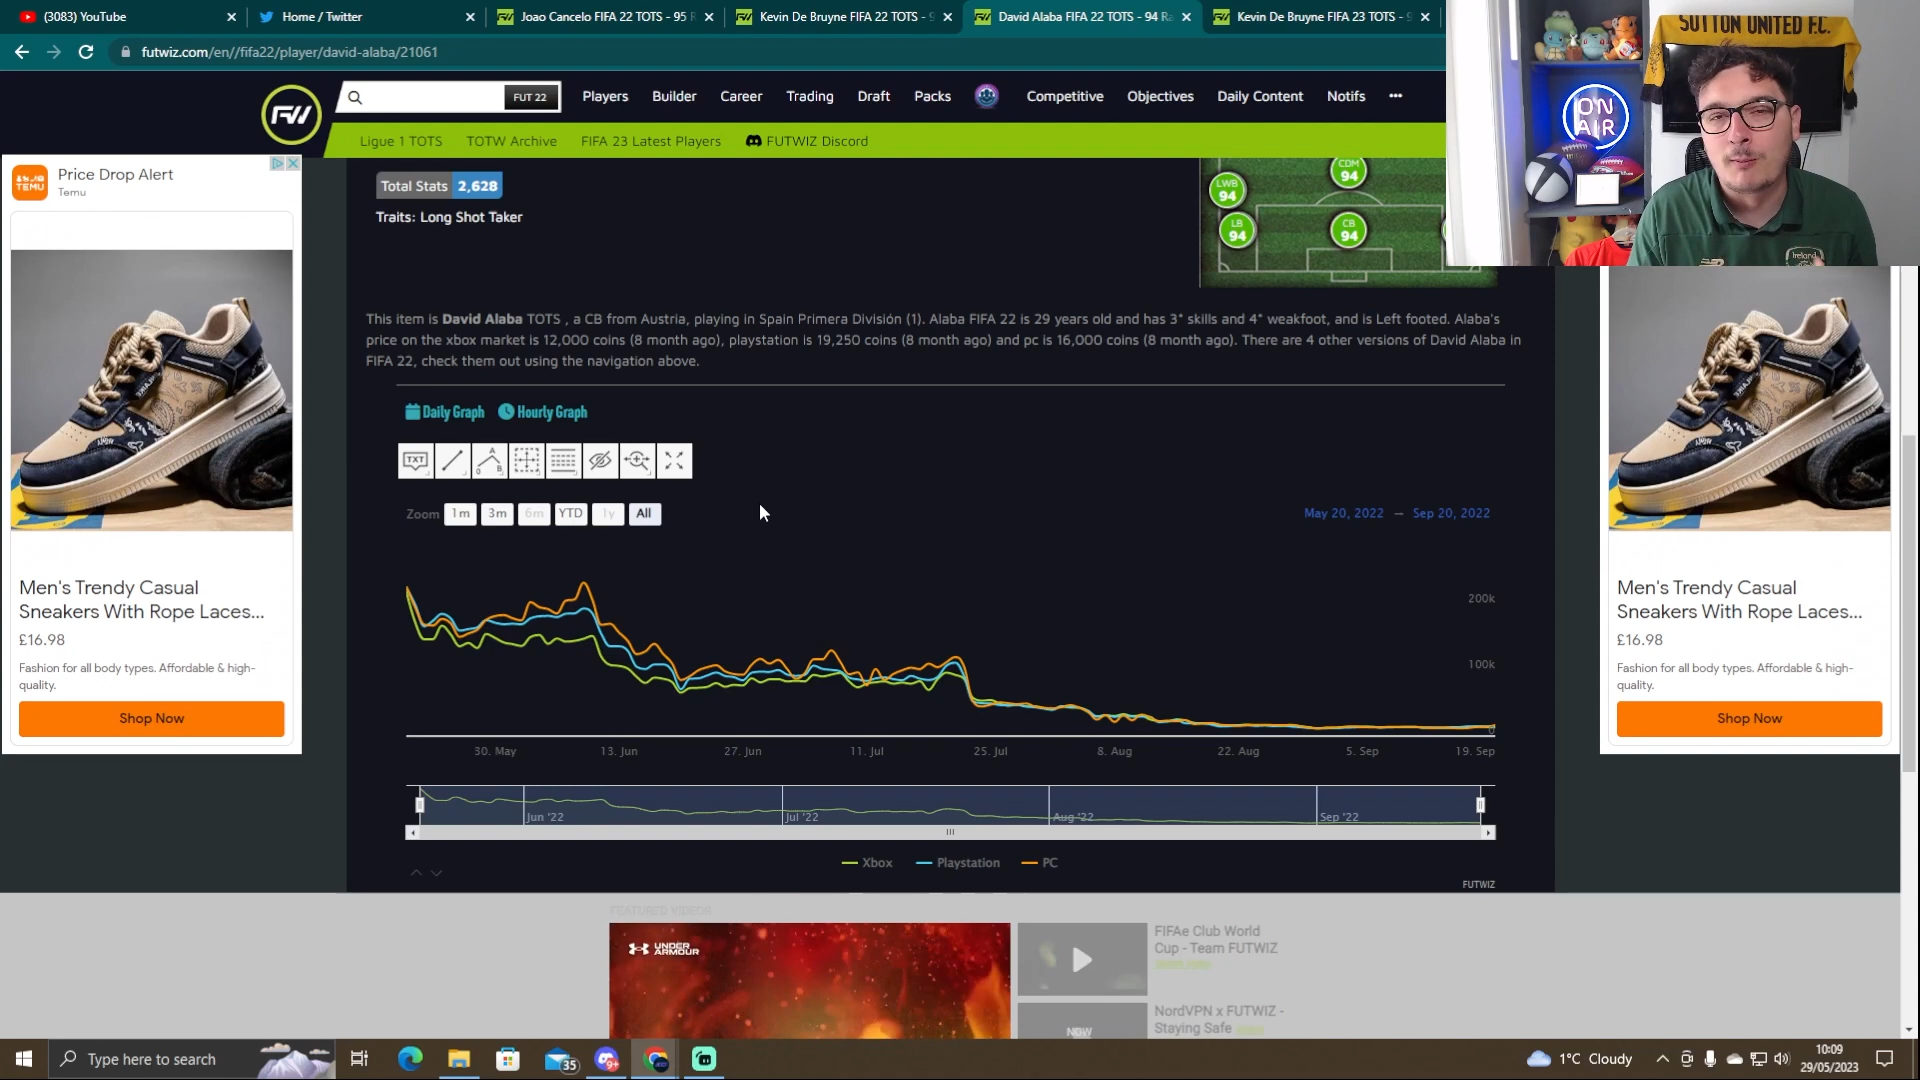 (3083) YouTube
Home / Twitter
Joao Cancelo FIFA 22 TOTS - 95 R
Kevin De Bruyne FIFA 22 TOTS - 9
David Alaba FIFA 22 TOTS - 94 Ra
Kevin De Bruyne FIFA 23 TOTS - 9
futwiz.com/en//fifa22/player/david-alaba/21061
FW
FUT 22
Players
Builder
Career
Trading
Draft
Packs
Competitive
Objectives
Daily Content
Notifs
Ligue 1 TOTS
TOTW Archive
FIFA 23 Latest Players
FUTWIZ Discord
SUTTON UNITED F.C.
ON
AIR
Ireland
Price Drop Alert
Temu
TEMU
Total Stats 2,628
Traits: Long Shot Taker
CDM
94
LWB
94
LB
94
CB
94
This item is David Alaba TOTS , a CB from Austria, playing in Spain Primera División (1). Alaba FIFA 22 is 29 years old and has 3* skills and 4* weakfoot, and is Left footed. Alaba's
price on the xbox market is 12,000 coins (8 month ago), playstation is 19,250 coins (8 month ago) and pc is 16,000 coins (8 month ago). There are 4 other versions of David Alaba in
FIFA 22, check them out using the navigation above.
Daily Graph
Hourly Graph
TXT
A
0
B
Zoom
1m
3m
6m
YTD
1y
All
May 20, 2022 – Sep 20, 2022
200k
100k
0
30. May
13. Jun
27. Jun
11. Jul
25. Jul
8. Aug
22. Aug
5. Sep
19. Sep
Jun '22
Jul '22
Aug '22
Sep '22
Xbox
Playstation
PC
FUTWIZ
Men's Trendy Casual
Sneakers With Rope Laces...
£16.98
Fashion for all body types. Affordable & high-
quality.
Shop Now
Men's Trendy Casual
Sneakers With Rope Laces...
£16.98
Fashion for all body types. Affordable & high-
quality.
Shop Now
FEATURED VIDEOS
UNDER
ARMOUR
FIFAe Club World
Cup - Team FUTWIZ
NordVPN x FUTWIZ -
Staying Safe
NOW
Type here to search
35
9+
1°C Cloudy
10:09
29/05/2023